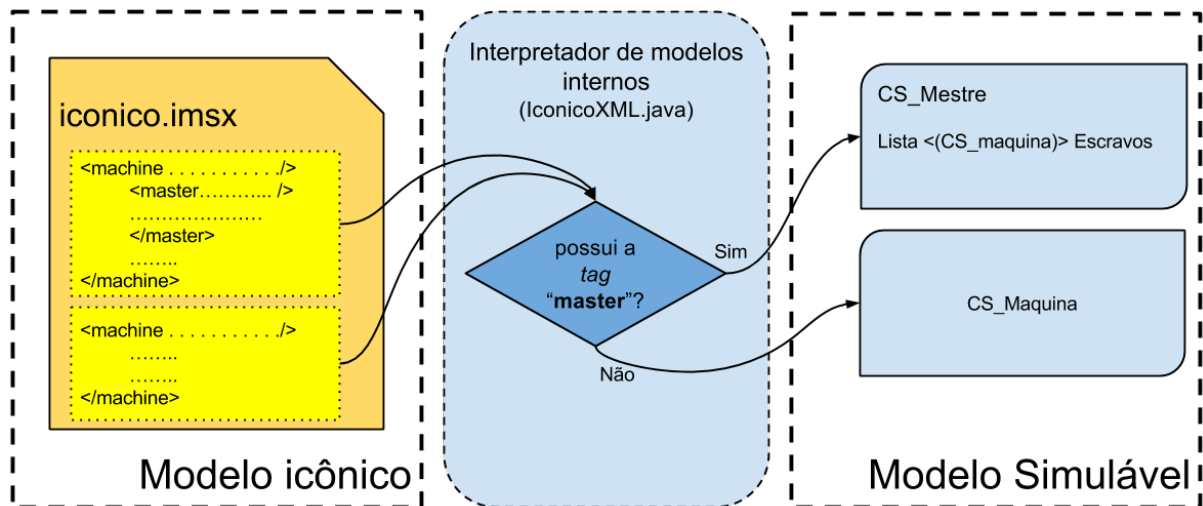 iconico.imsx
<machine . . . . . . . . . . ./>
<master……….... />
…………………
</master>
……..
</machine>
<machine . . . . . . . . . . ./>
……..
……..
</machine>
Modelo icônico
Interpretador de modelos
internos
(IconicoXML.java)
possui a
tag
“master”?
Sim
Não
CS_Mestre
Lista <(CS_maquina)> Escravos
CS_Maquina
Modelo Simulável